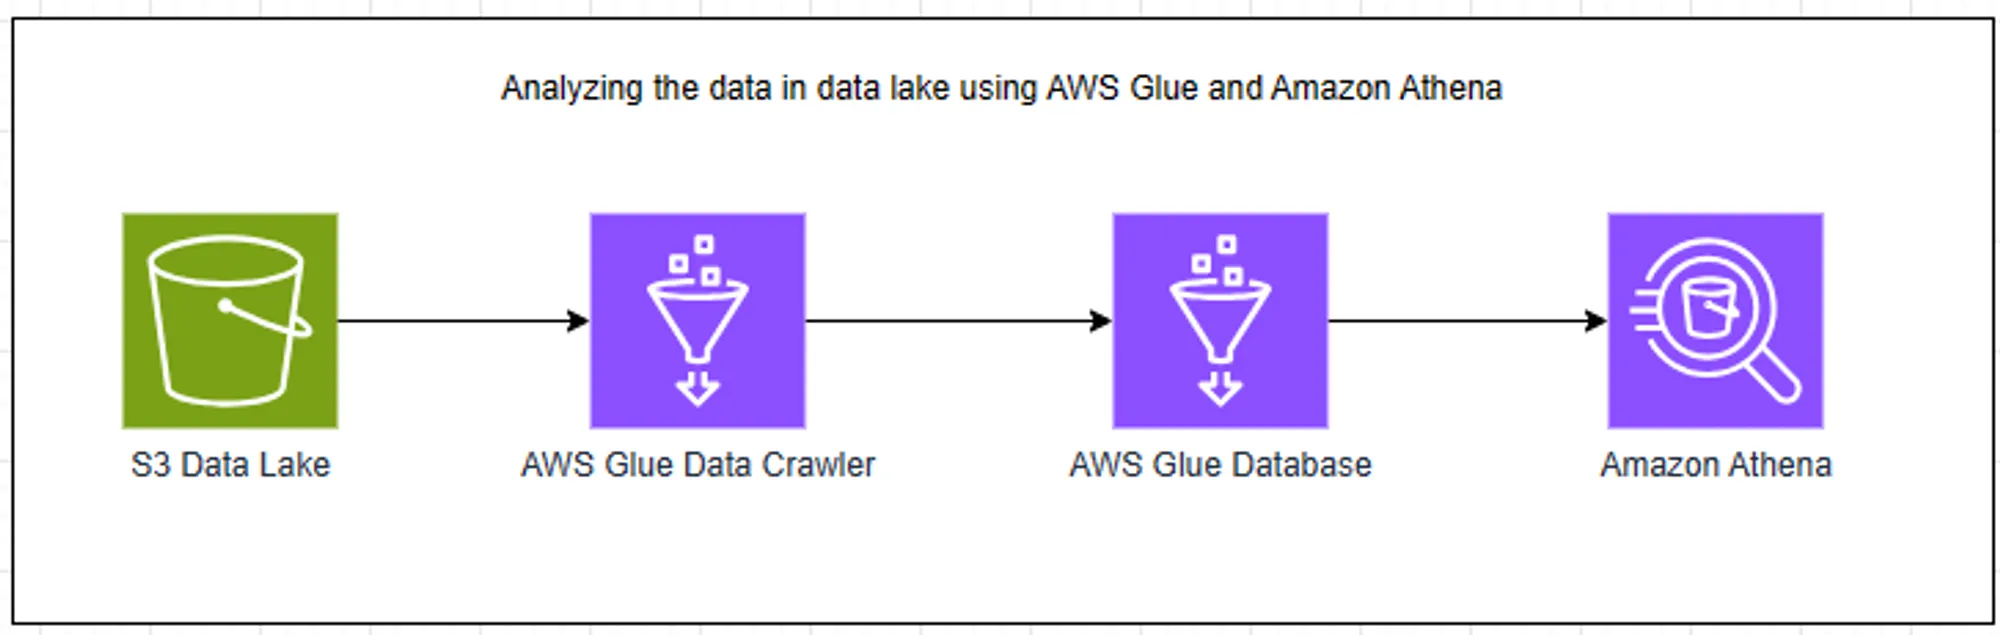 Analyzing the data in data lake using AWS Glue and Amazon Athena
S3 Data Lake
AWS Glue Data Crawler
AWS Glue Database
Amazon Athena